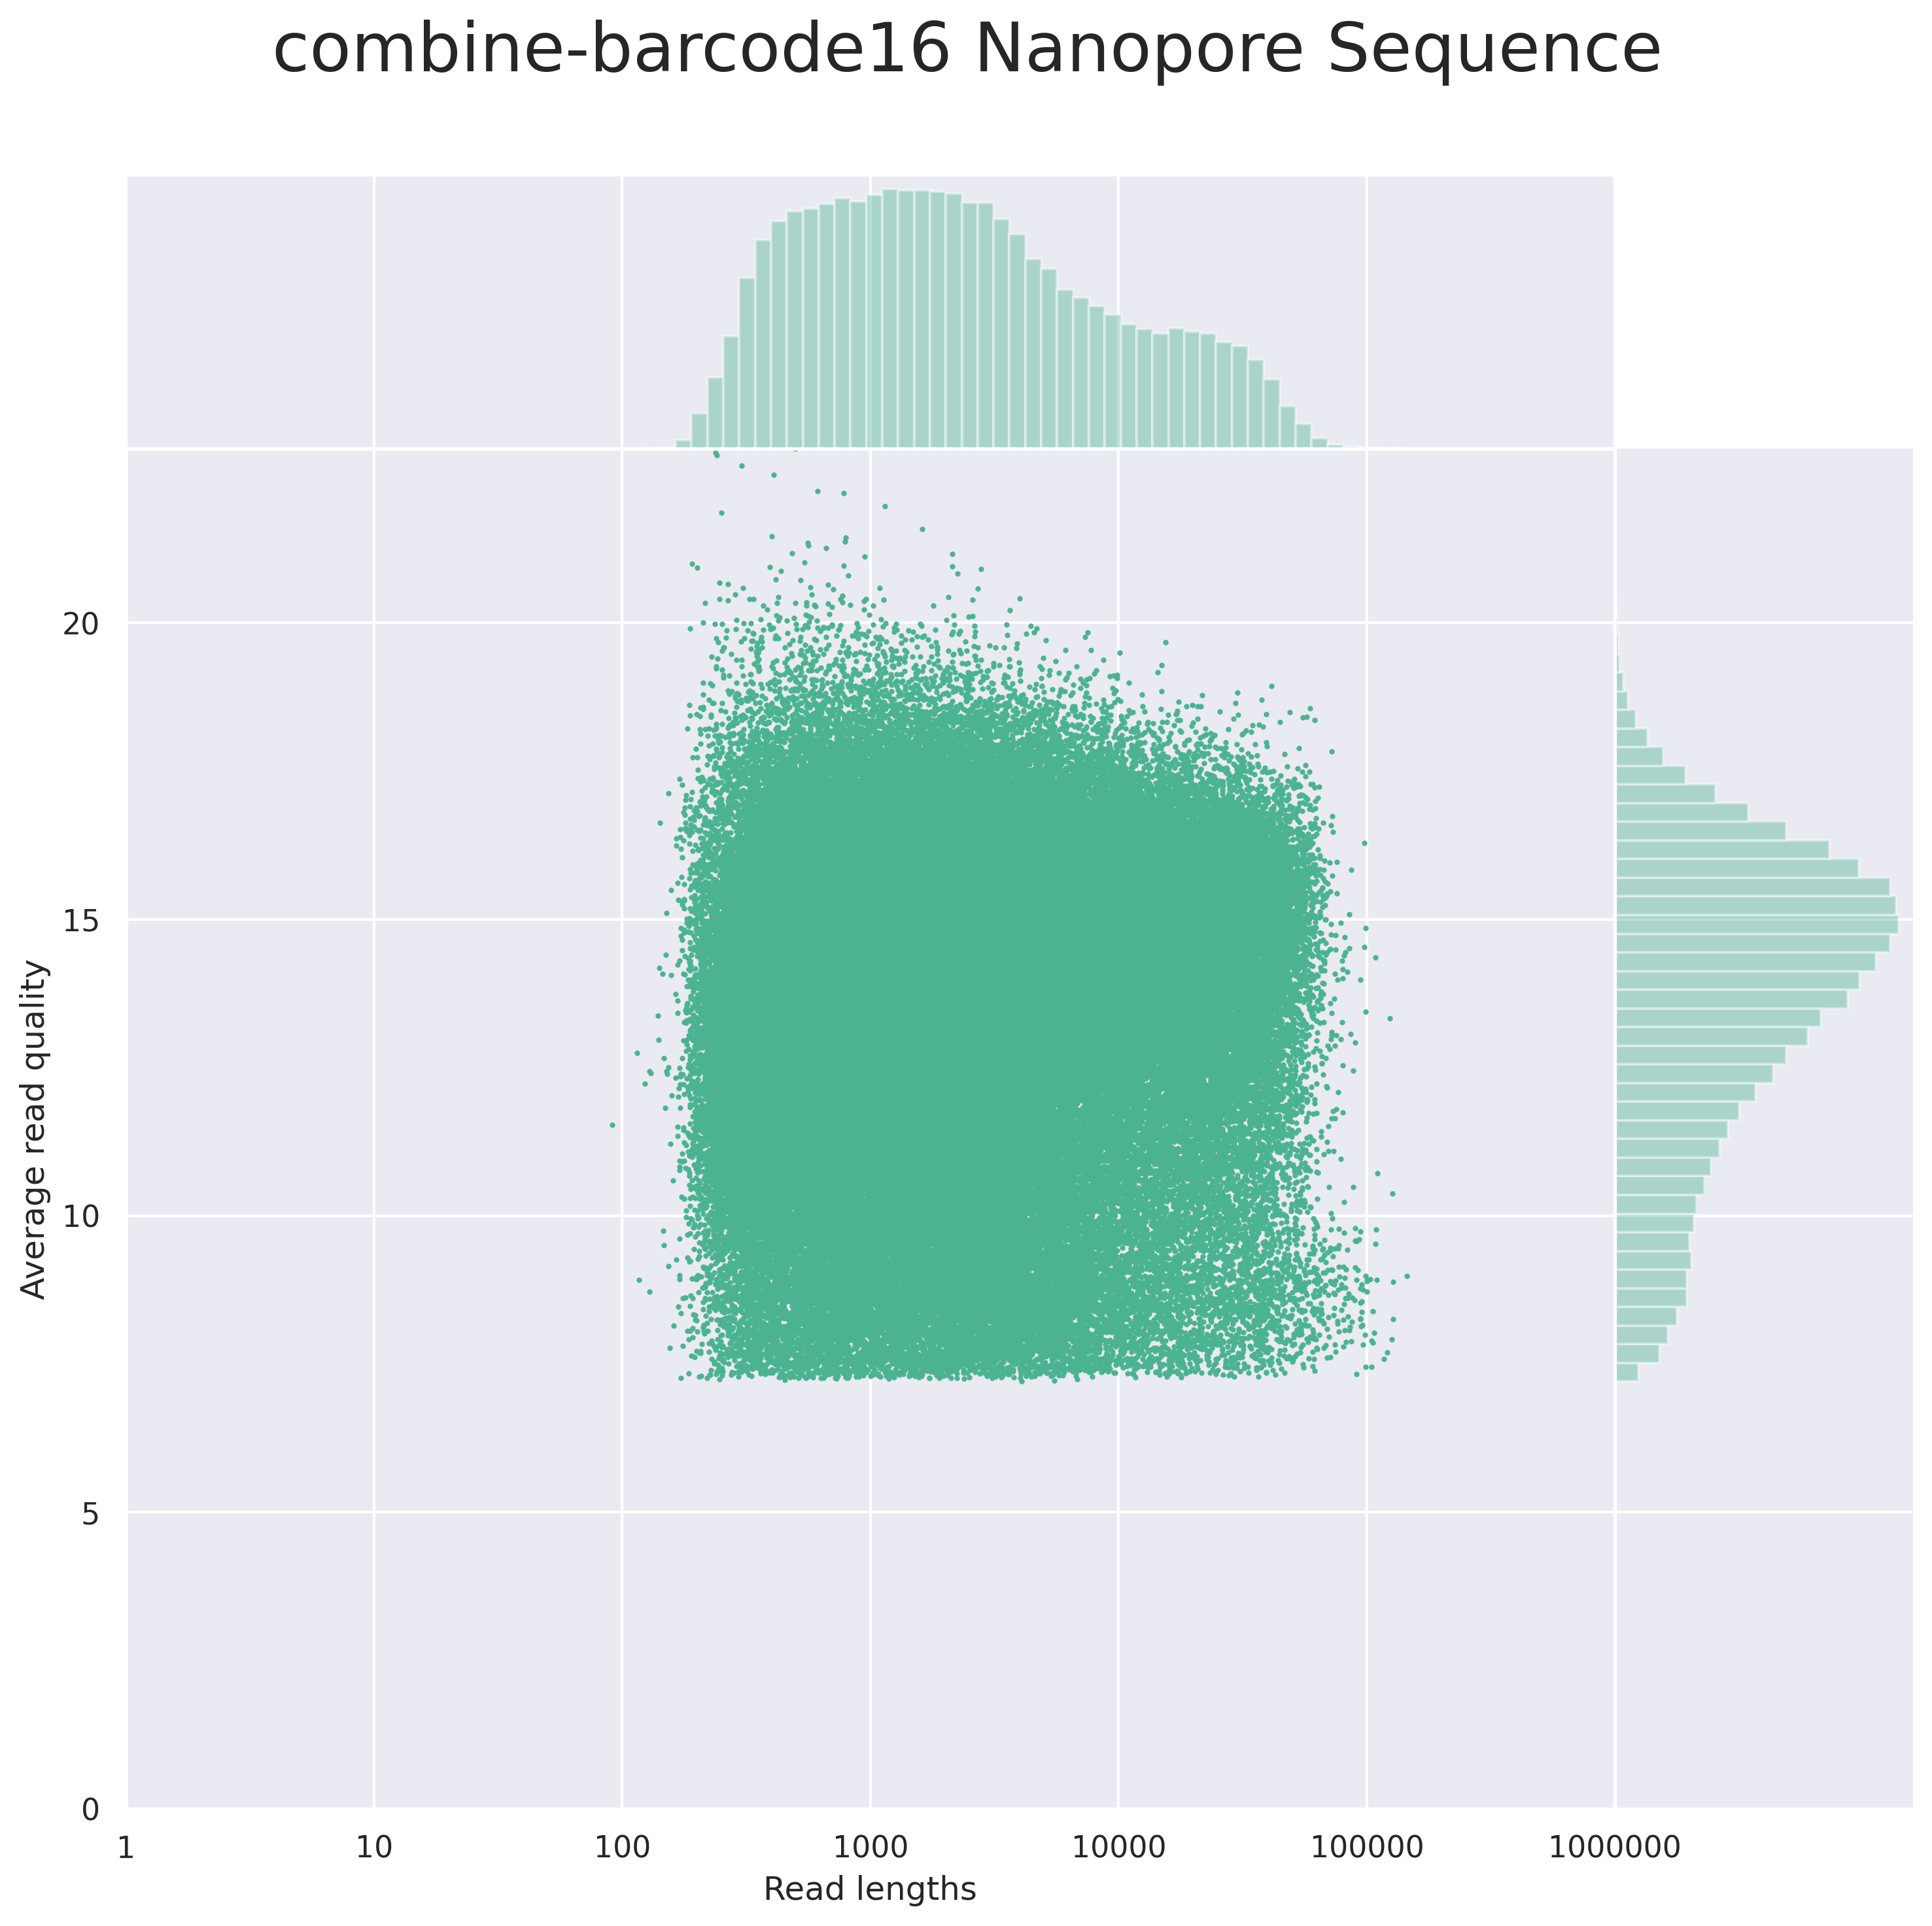 combine-barcode16 Nanopore Sequence
20
15
10
5
0
Average read quality
1 10 100 1000 10000 100000 1000000
Read lengths